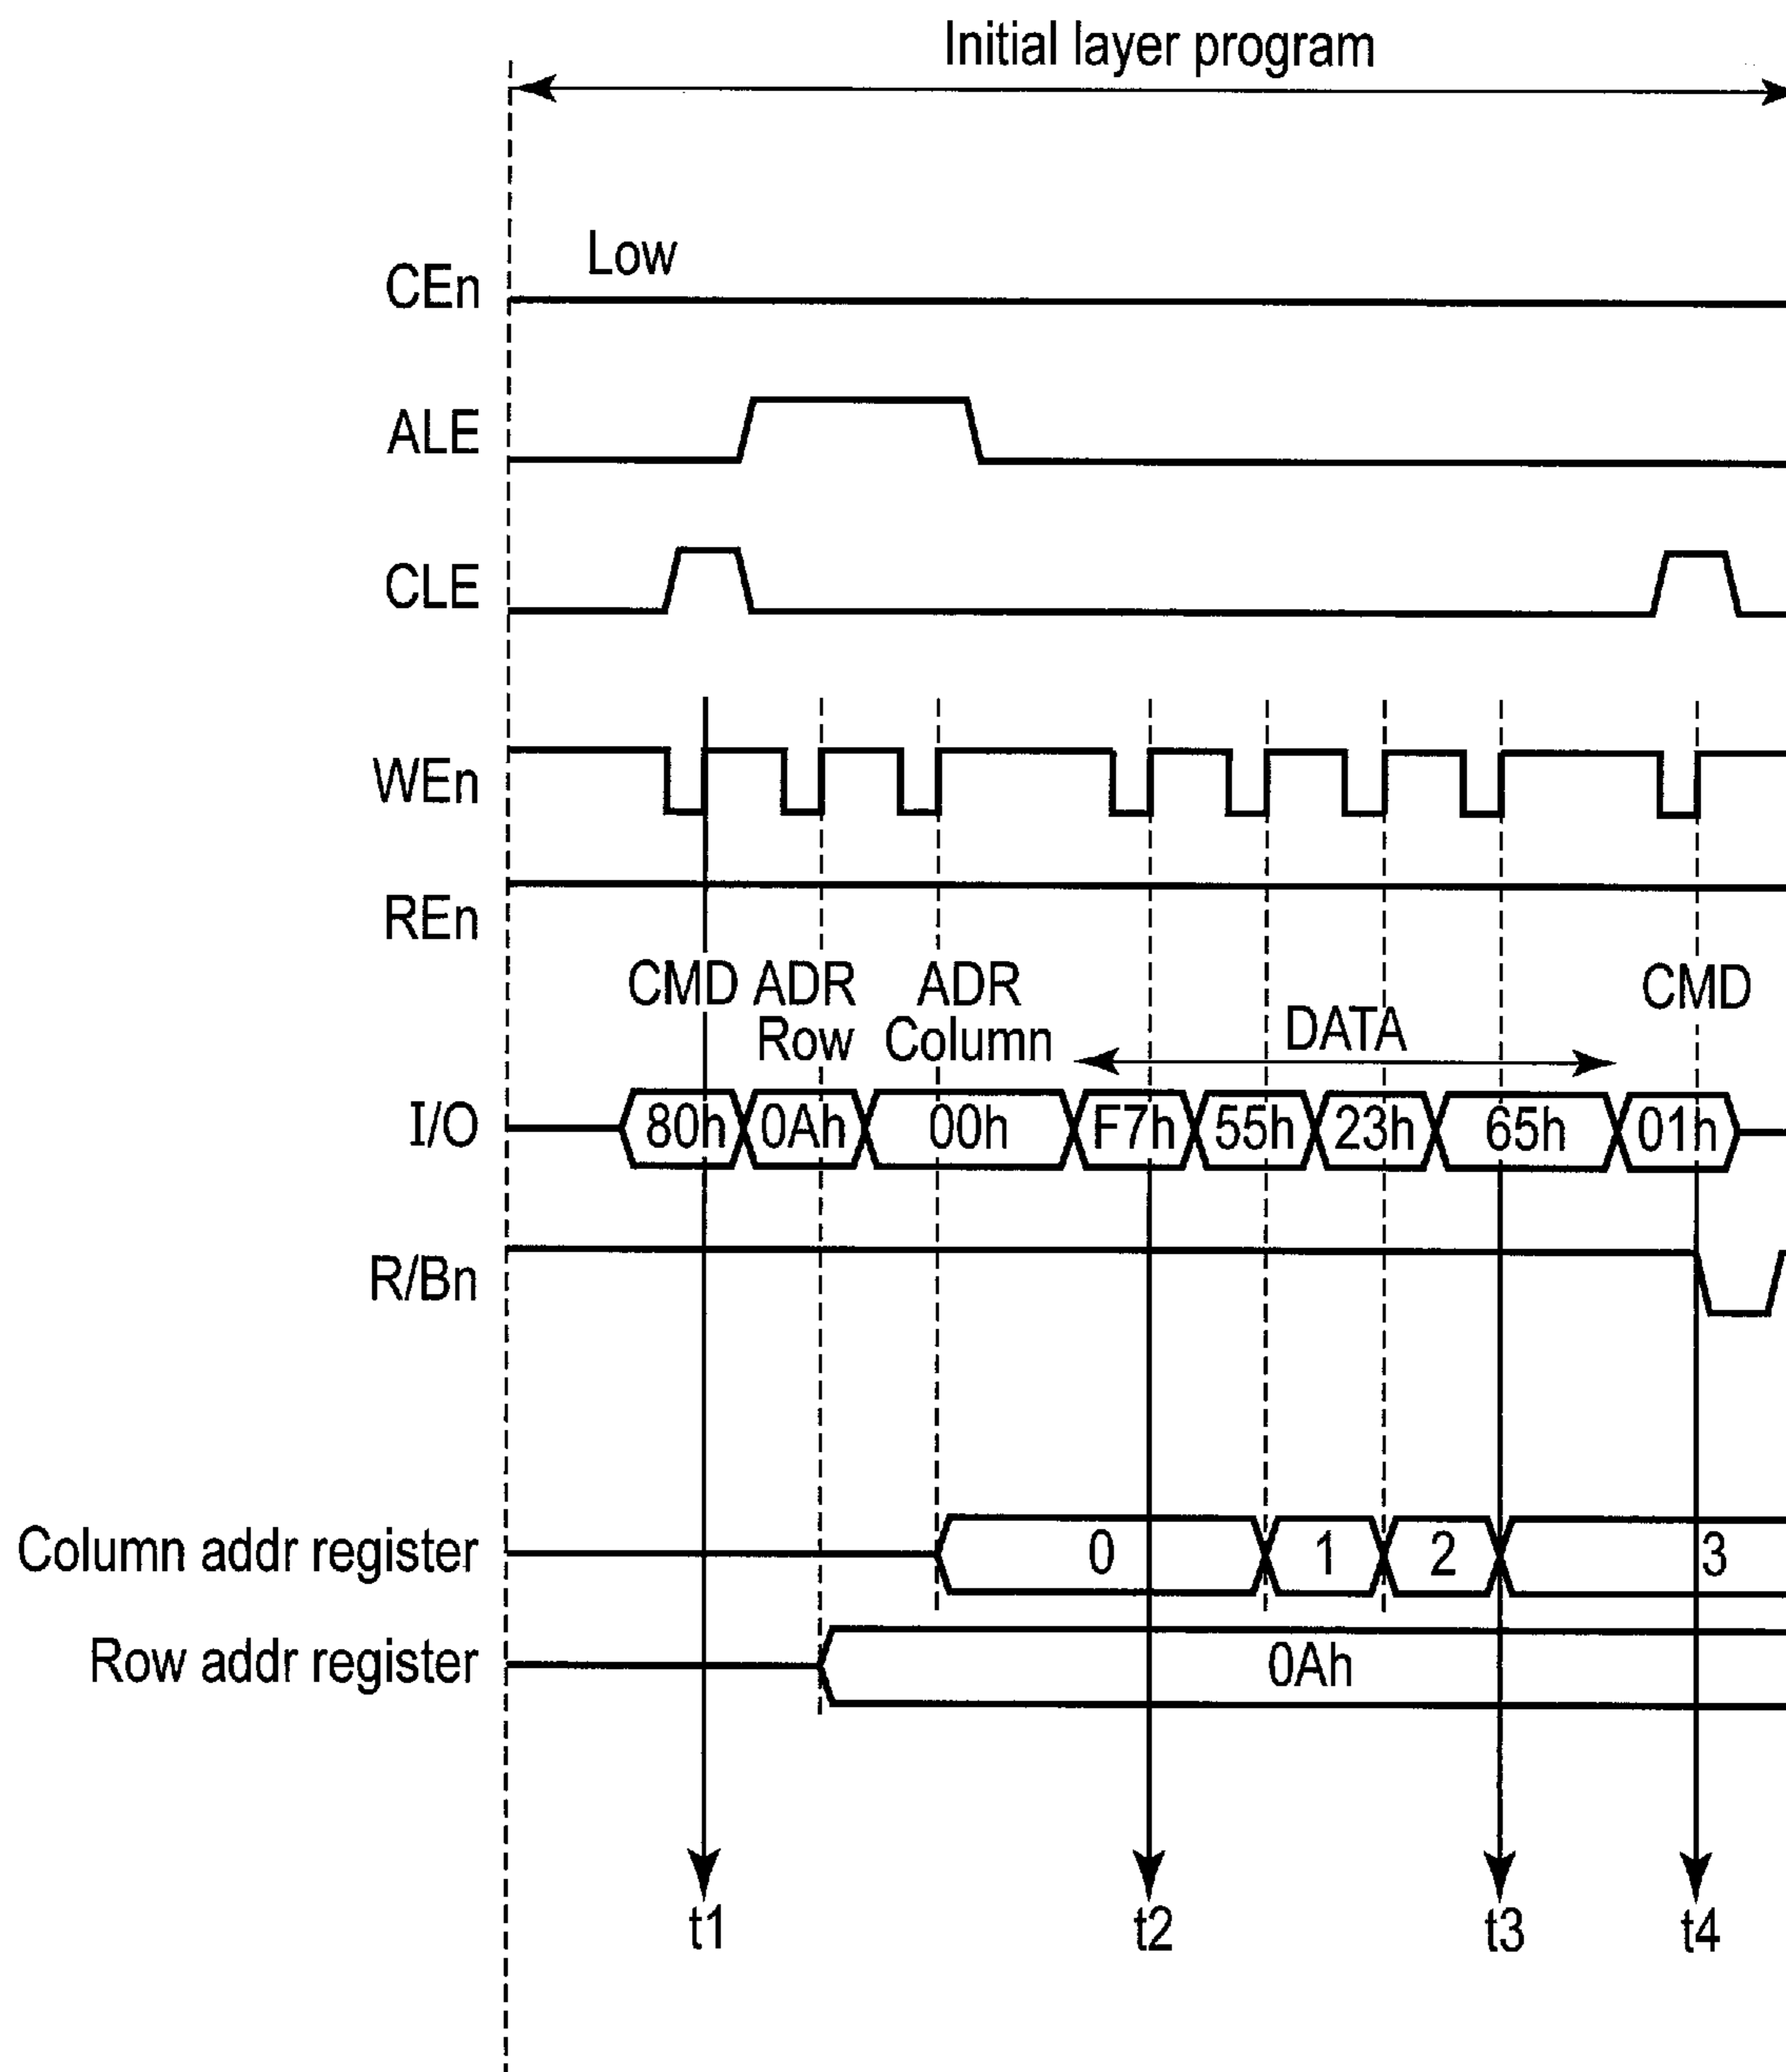 Initial layer program
Low
CEn
ALE
CLE
WEn
REn
CMD ADR ADR CMD
Row Column DATA
I/O 80h 0Ah 00h F7h 55h 23h 65h 01h
R/Bn
Column addr register 0 1 2 3
Row addr register 0Ah
t1 t2 t3 t4